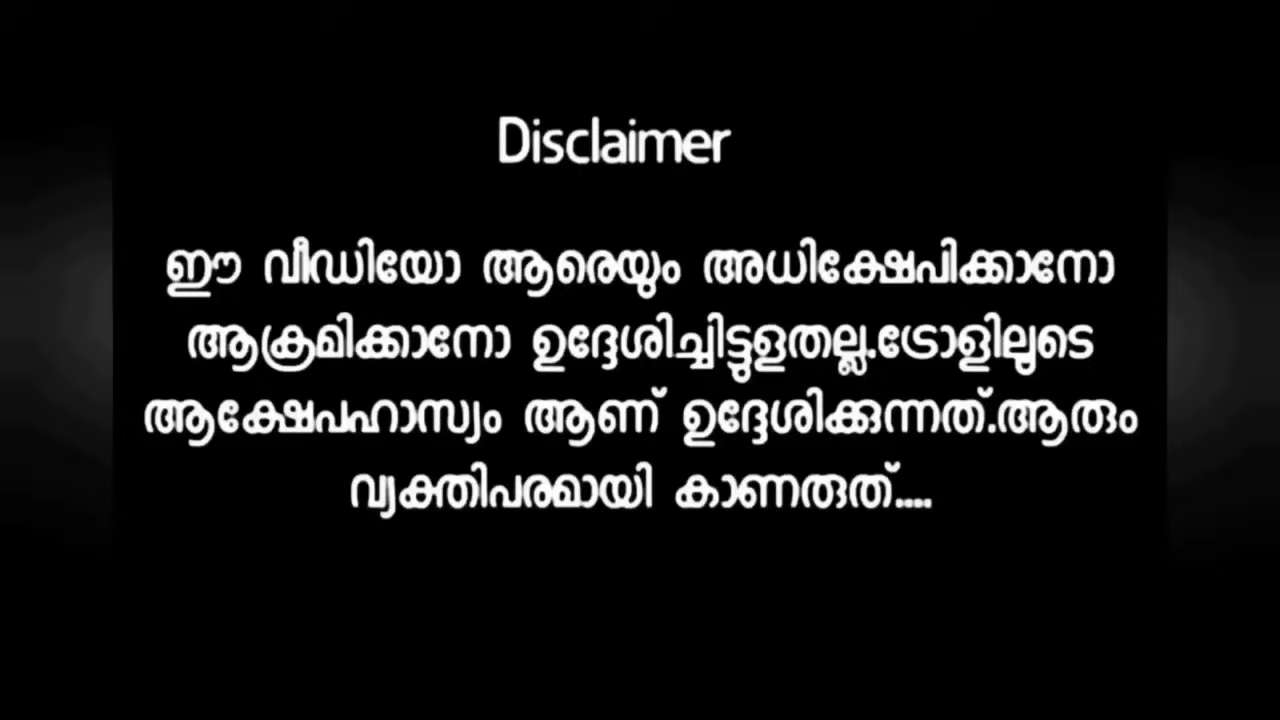 Disclaimer
ഈ വീഡിയോ ആരെയും അധിക്ഷേപിക്കാനോ
ആക്രമിക്കാനോ ഉദ്ദേശിച്ചിട്ടുളതല്ല.ട്രോളിലൂടെ
ആക്ഷേപഹാസ്യം ആണ് ഉദ്ദേശിക്കുന്നത്.ആരും
വ്യക്തിപരമായി കാണരുത്....